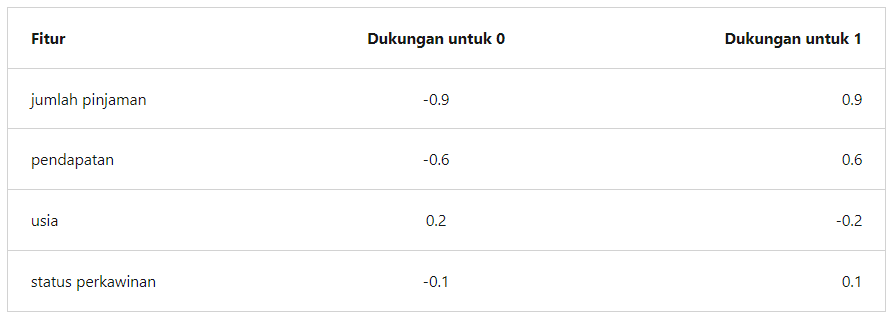 Fitur Dukungan untuk 0 Dukungan untuk 1
jumlah pinjaman -0.9 0.9
pendapatan -0.6 0.6
usia 0.2 -0.2
status perkawinan -0.1 0.1